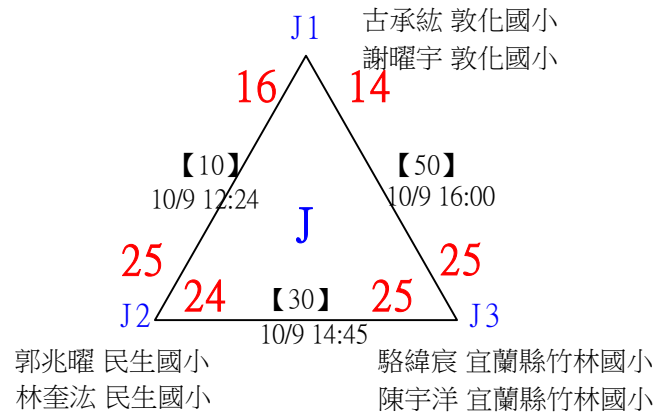 J1
古承紘 敦化國小
謝曜宇 敦化國小
16
14
【10】
10/9 12:24
【50】
10/9 16:00
J
25
25
24
【30】
25
J2
10/9 14:45
J3
郭兆曜 民生國小
林奎汯 民生國小
駱緯宸 宜蘭縣竹林國小
陳宇洋 宜蘭縣竹林國小